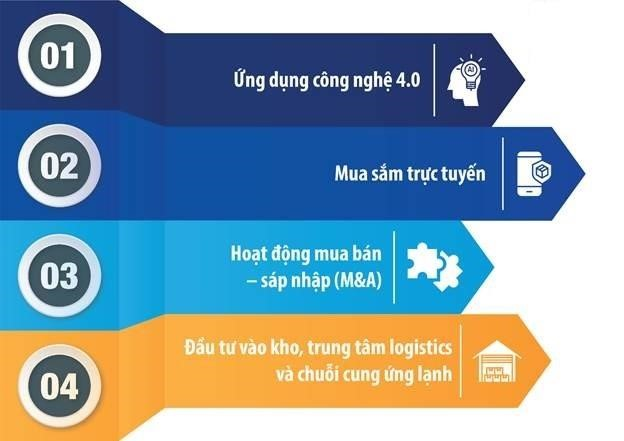 01
Ứng dụng công nghệ 4.0
AI
02
Mua sắm trực tuyến
03
Hoạt động mua bán
– sáp nhập (M&A)
04
Đầu tư vào kho, trung tâm logistics
và chuỗi cung ứng lạnh